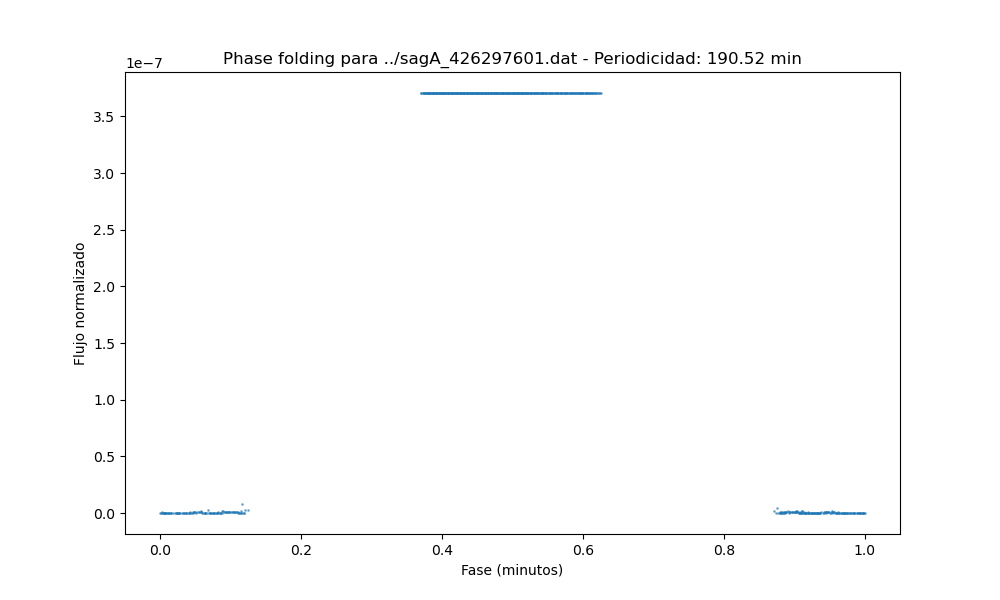 Phase folding para ../sagA_426297601.dat - Periodicidad: 190.52 min
1e−7
3.5
3.0
2.5
2.0
1.5
1.0
0.5
0.0
Flujo normalizado
0.0 0.2 0.4 0.6 0.8 1.0
Fase (minutos)